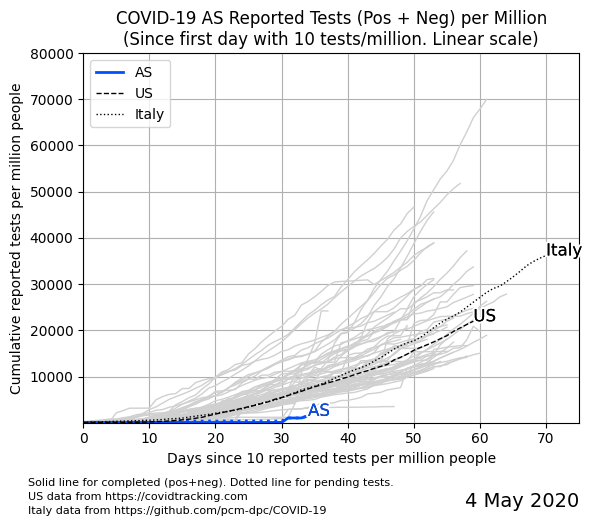 COVID-19 AS Reported Tests (Pos + Neg) per Million
(Since first day with 10 tests/million. Linear scale)
Cumulative reported tests per million people
80000
70000
60000
50000
40000
30000
20000
10000
AS
US
Italy
Italy
US
AS
0 10 20 30 40 50 60 70
Days since 10 reported tests per million people
Solid line for completed (pos+neg). Dotted line for pending tests.
US data from https://covidtracking.com
Italy data from https://github.com/pcm-dpc/COVID-19
4 May 2020